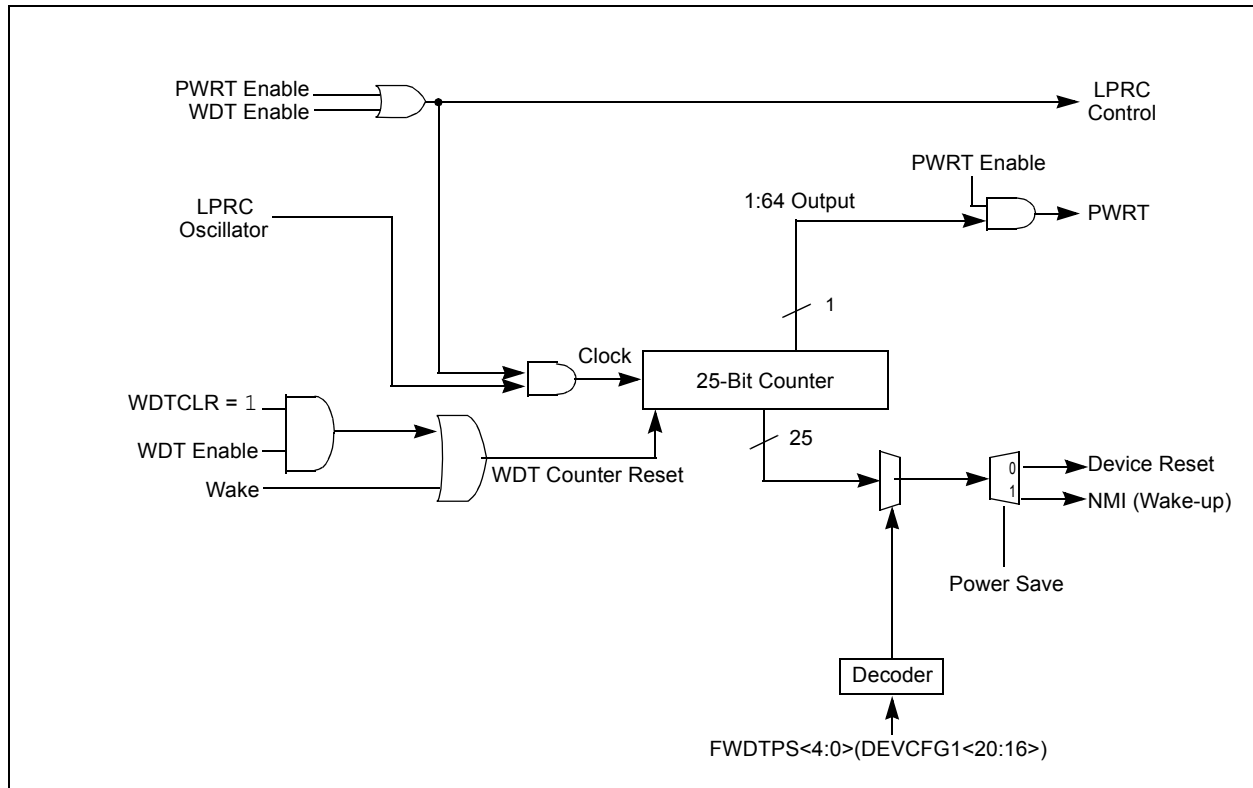 PWRT Enable
WDT Enable
LPRC
Control
PWRT Enable
1:64 Output
LPRC
Oscillator
PWRT
1
Clock
25-Bit Counter
WDTCLR = 1
25
WDT Enable
WDT Counter Reset
Wake
0
1
Device Reset
NMI (Wake-up)
Power Save
Decoder
FWDTPS<4:0>(DEVCFG1<20:16>)